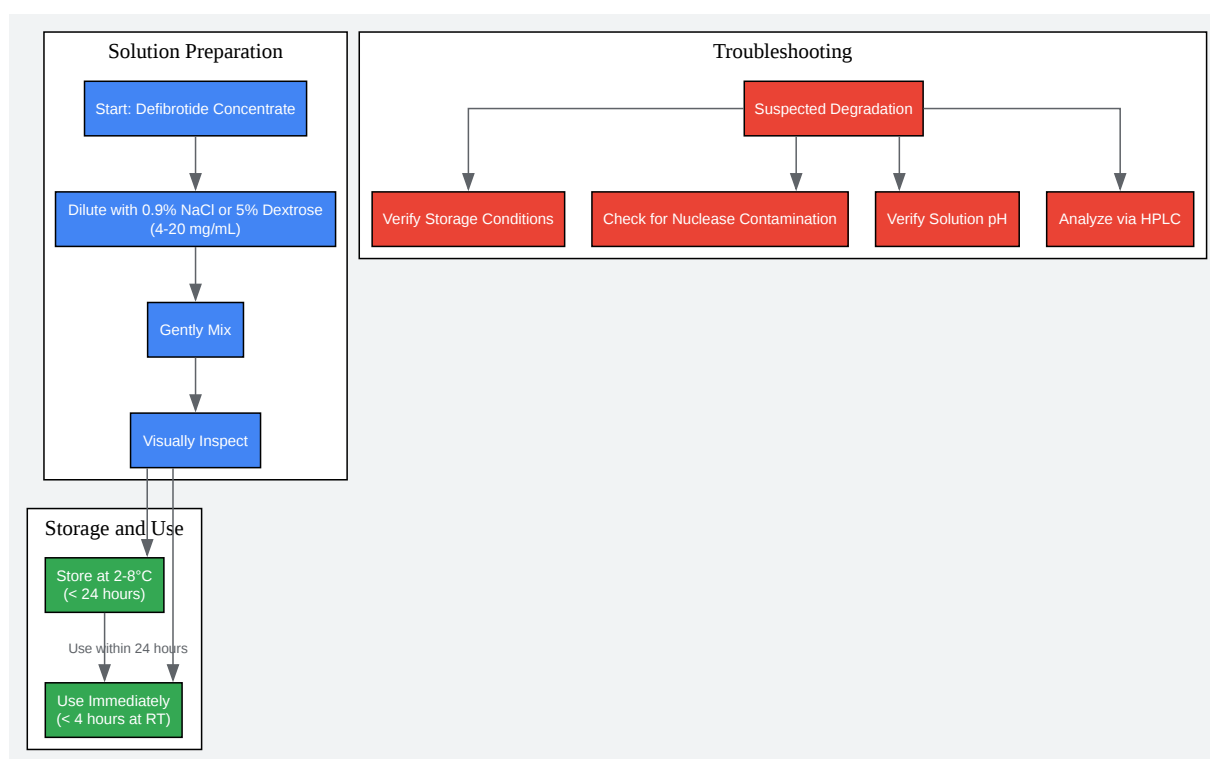 Solution Preparation
Start: Defibrotide Concentrate
Dilute with 0.9% NaCl or 5% Dextrose
(4-20 mg/mL)
Gently Mix
Visually Inspect
Storage and Use
Store at 2-8°C
(< 24 hours)
Use within 24 hours
Use Immediately
(< 4 hours at RT)
Troubleshooting
Suspected Degradation
Verify Storage Conditions
Check for Nuclease Contamination
Verify Solution pH
Analyze via HPLC